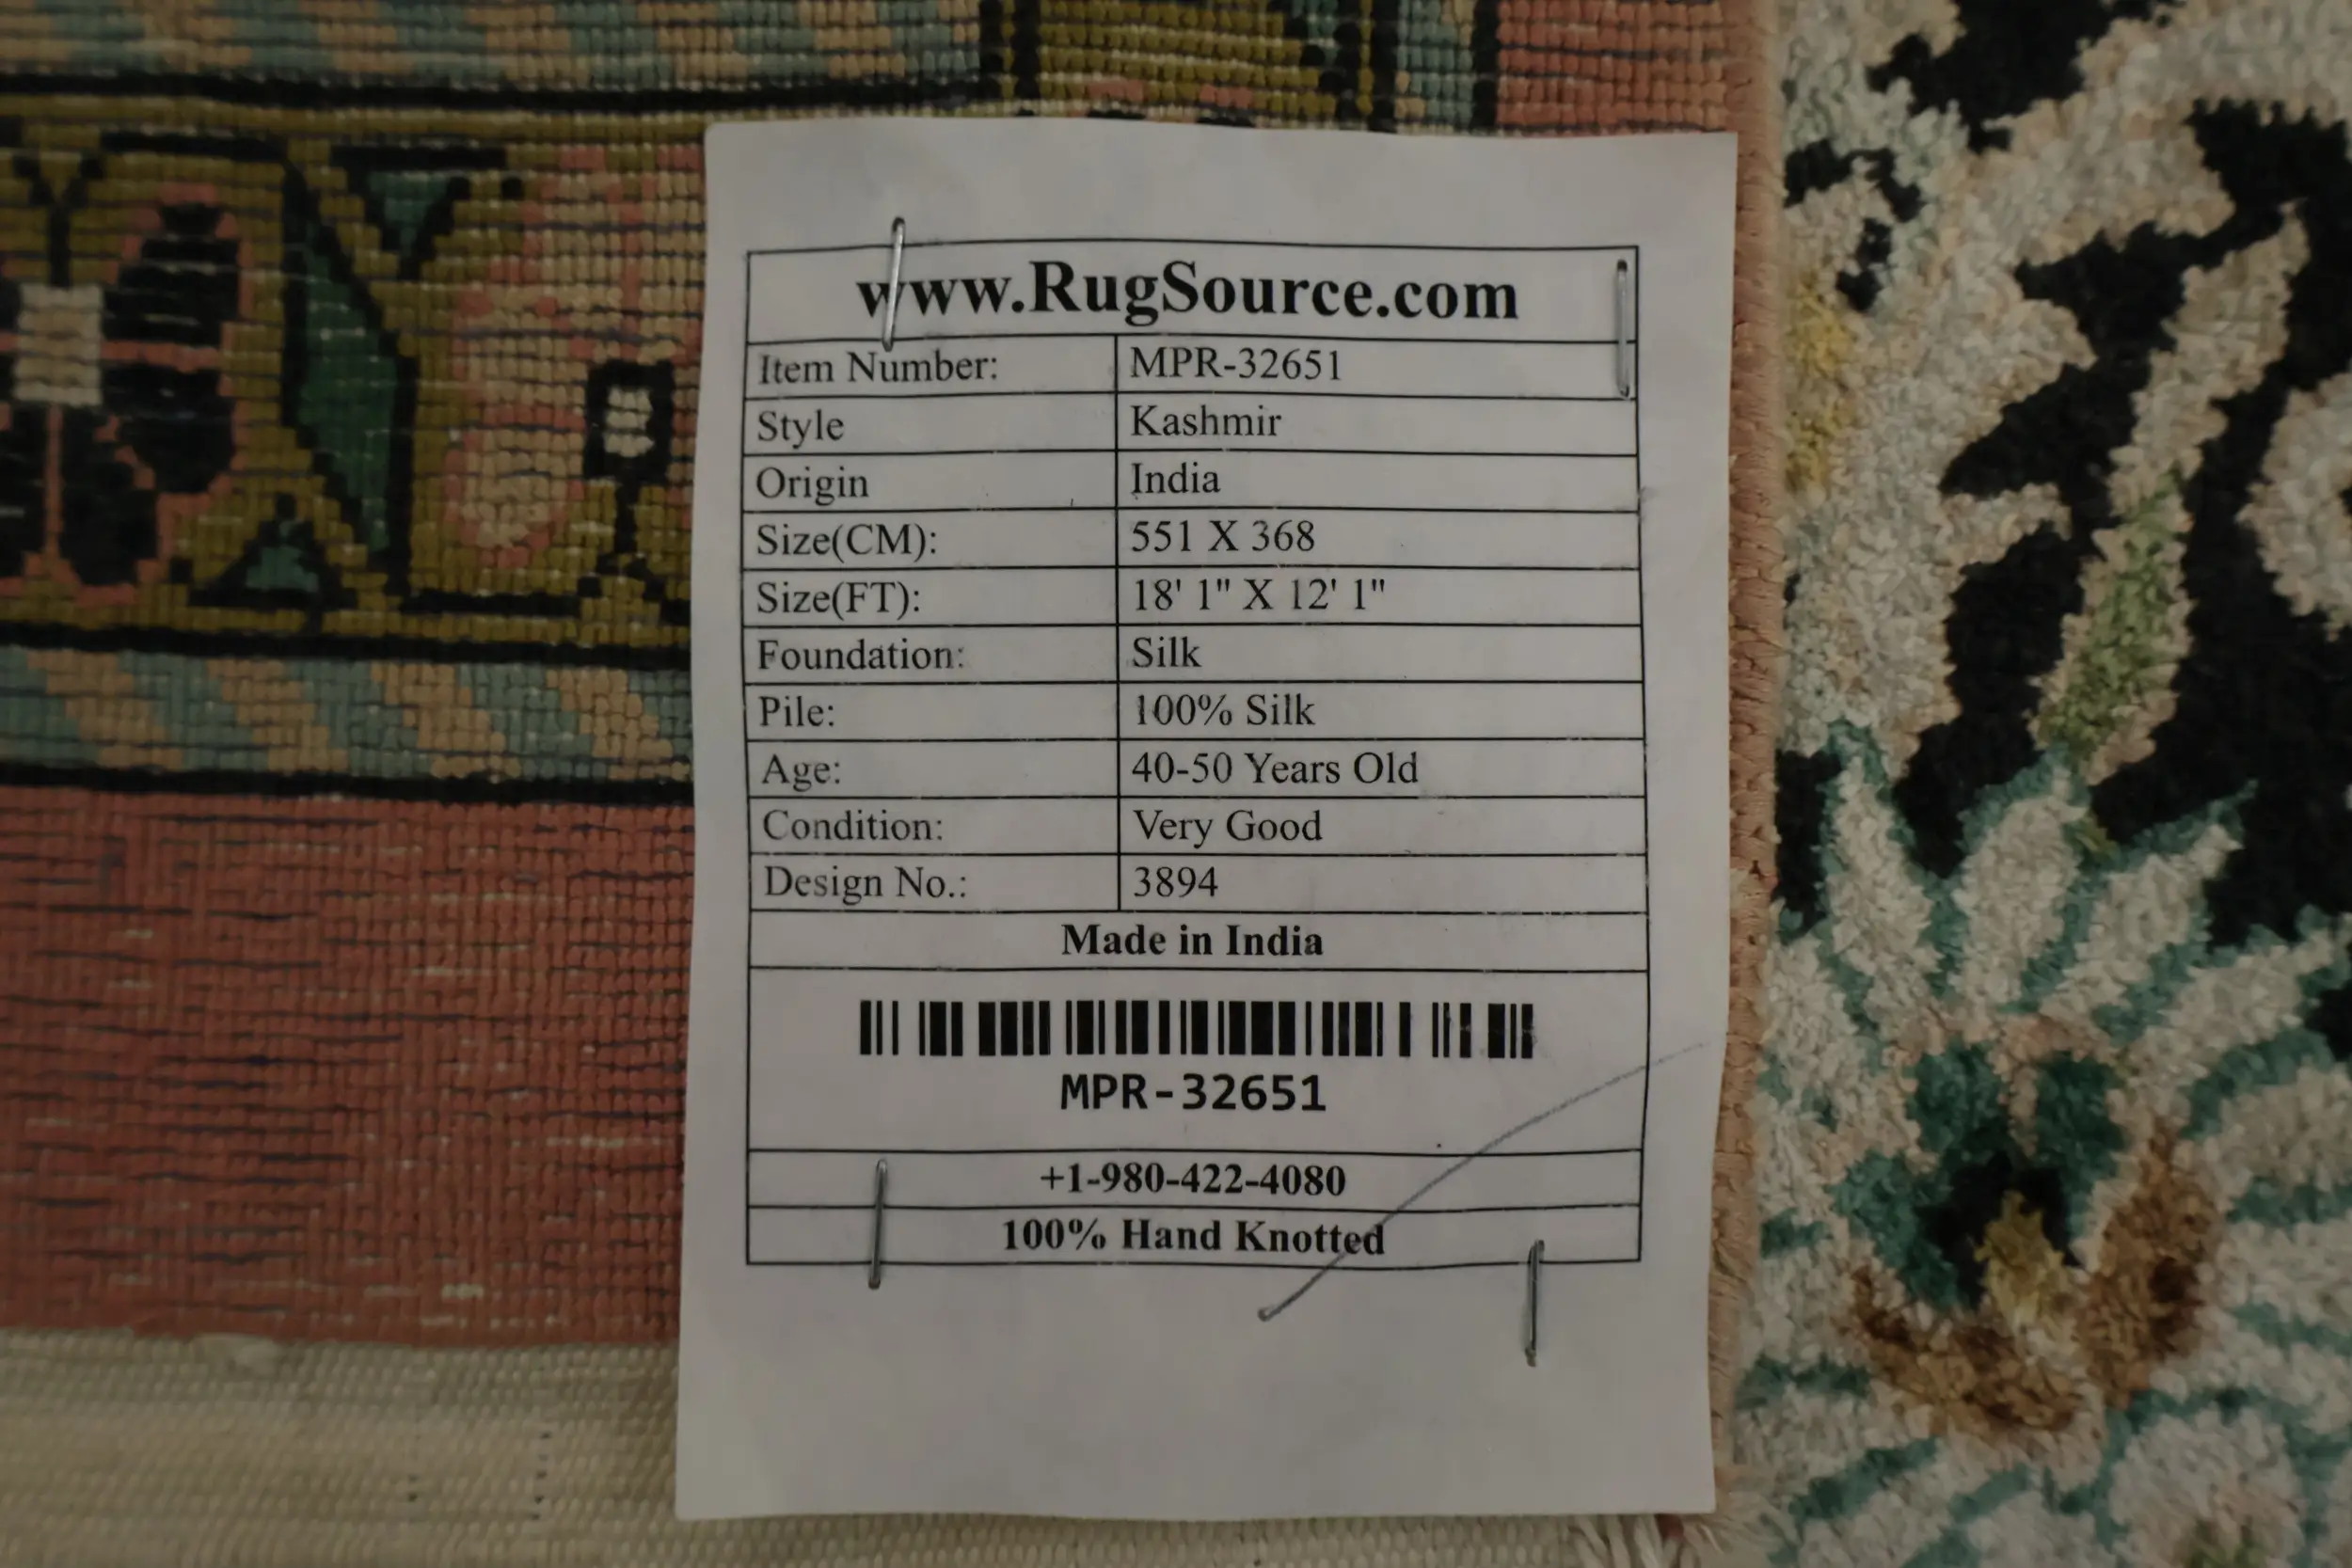 www.RugSource.com
Item Number: MPR-32651
Style Kashmir
Origin India
Size(CM): 551 X 368
Size(FT): 18' 1" X 12' 1"
Foundation: Silk
Pile: 100% Silk
Age: 40-50 Years Old
Condition: Very Good
Design No.: 3894
Made in India
MPR-32651
+1-980-422-4080
100% Hand Knotted